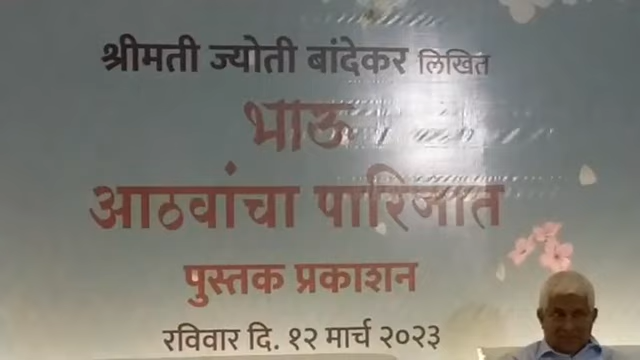 श्रीमती ज्योती बांदेकर लिखित
भाऊ
आठवांचा पारिजात
पुस्तक प्रकाशन
रविवार दि. १२ मार्च २०२३